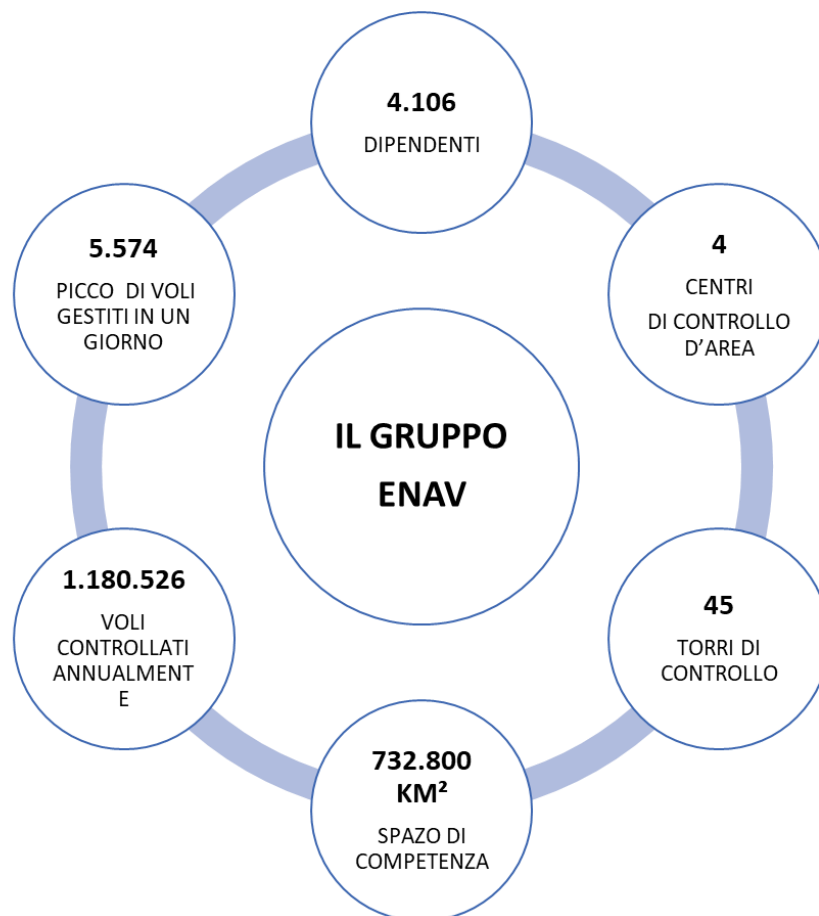 4.106
DIPENDENTI
5.574
PICCO DI VOLI
GESTITI IN UN
GIORNO
4
CENTRI
DI CONTROLLO
D'AREA
IL GRUPPO
ENAV
1.180.526
VOLI
CONTROLLATI
ANNUALMENT
E
45
TORRI DI
CONTROLLO
732.800
KM²
SPAZO DI
COMPETENZA